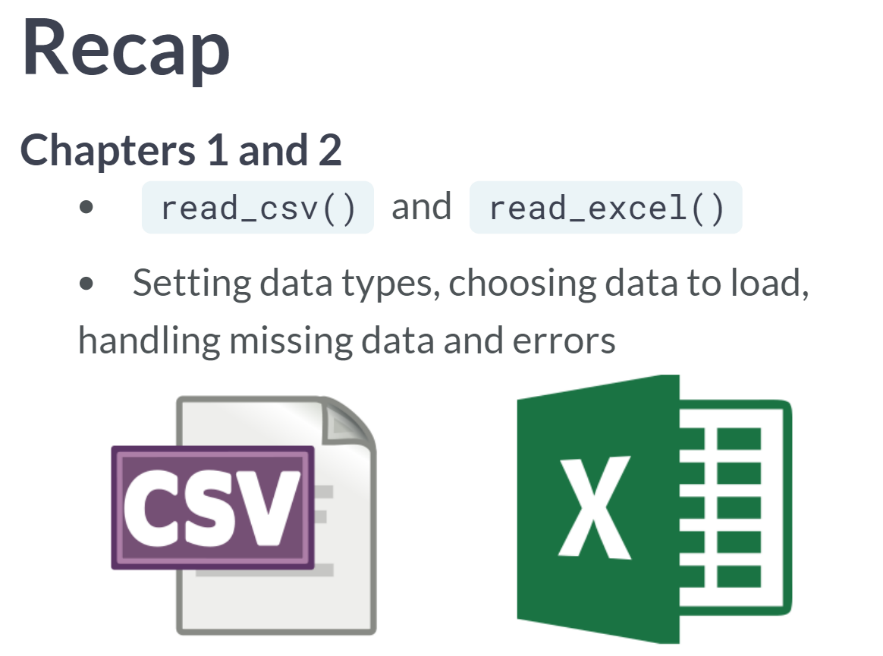 Recap
Chapters 1 and 2
• read_csv() and read_excel()
• Setting data types, choosing data to load,
handling missing data and errors
CSV
X